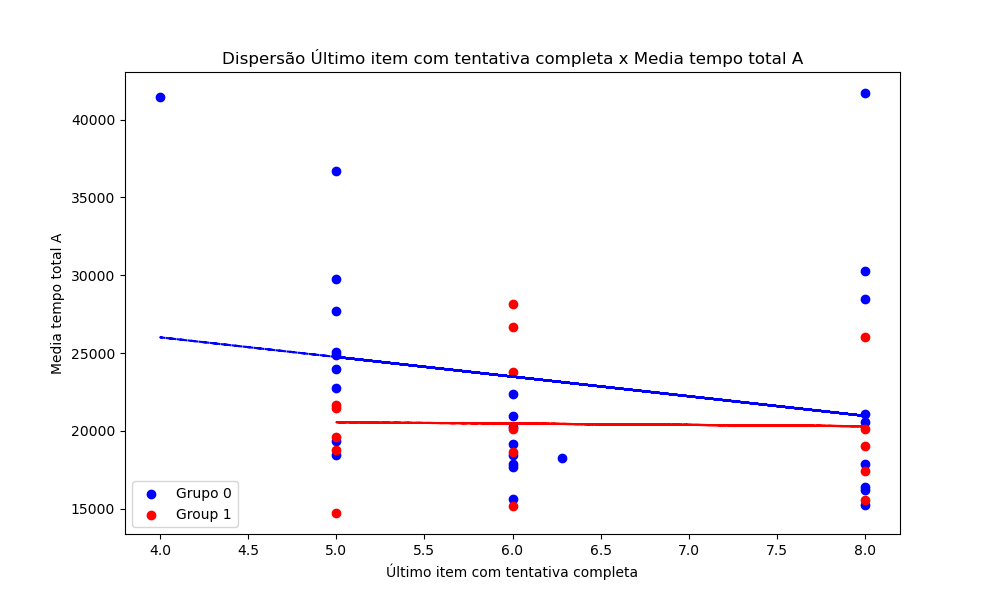 Dispersão Último item com tentativa completa x Media tempo total A
40000
35000
30000
25000
20000
15000
Media tempo total A
Grupo 0
Group 1
4.0 4.5 5.0 5.5 6.0 6.5 7.0 7.5 8.0
Último item com tentativa completa